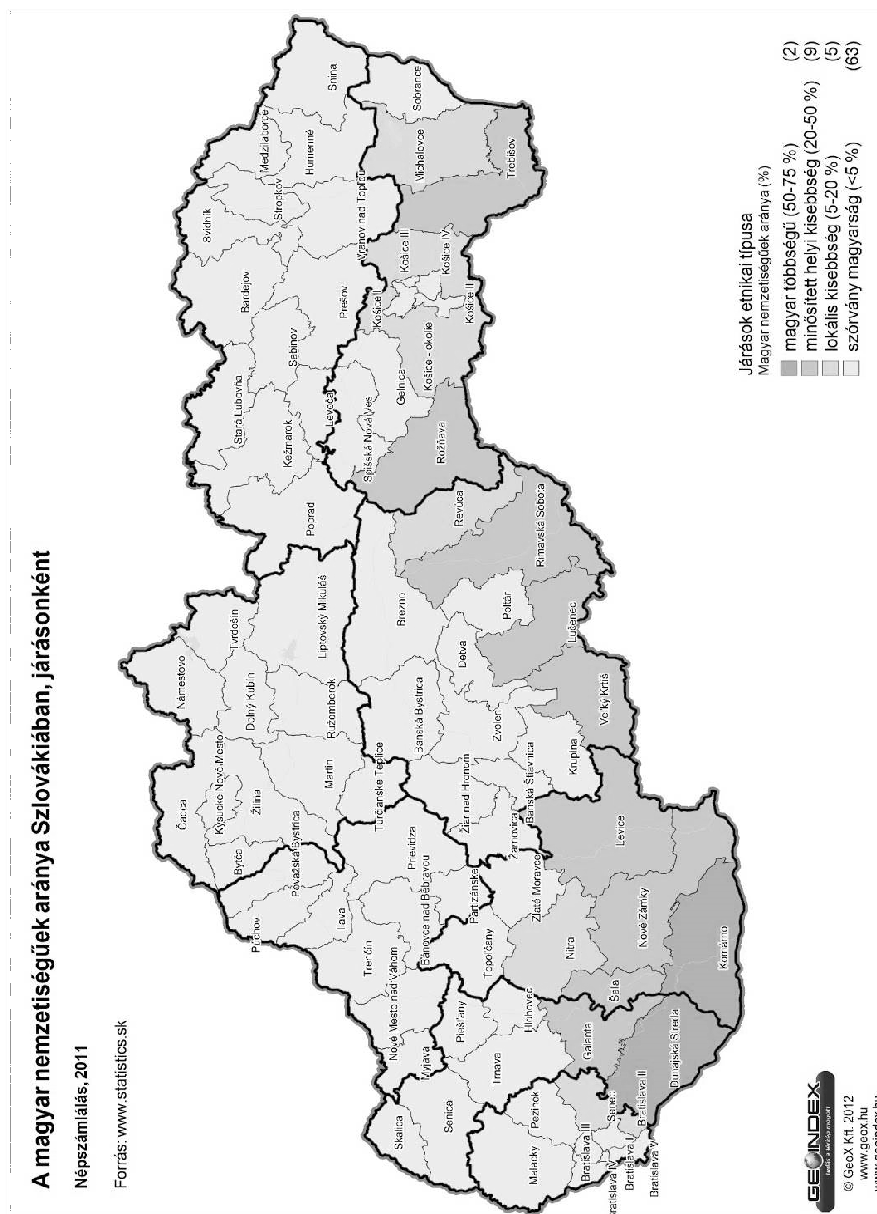 A magyar nemzetiségűek aránya Szlovákiában, járásonként
Népszámlálás, 2011
Forrás: www.statistics.sk
Čadca
Námestovo
Kysucké Nové Mesto
Bytča
Tvrdošín
Dolný Kubín
Žilina
Považská Bystrica
Púchov
Ilava
Martin
Ružomberok
Liptovský Mikuláš
Turčianske Teplice
Trenčín
Nové Mesto nad Váhom
Myjava
Bánovce nad Bebravou
Prievidza
Partizánske
Skalica
Senica
Malacky
Pezinok
Senec
Bratislava I
Bratislava II
Bratislava III
Bratislava IV
Bratislava V
Piešťany
Trnava
Hlohovec
Galanta
Dunajská Streda
Topoľčany
Zlaté Moravce
Nitra
Šaľa
Nové Zámky
Komárno
Levice
Žarnovica
Žiar nad Hronom
Banská Štiavnica
Banská Bystrica
Brezno
Zvolen
Detva
Krupina
Poltár
Veľký Krtíš
Lučenec
Rimavská Sobota
Revúca
Poprad
Kežmarok
Stará Ľubovňa
Levoča
Sabinov
Bardejov
Prešov
Svidník
Stropkov
Medzilaborce
Humenné
Snina
Vranov nad Topľou
Spišská Nová Ves
Gelnica
Rožňava
Košice - okolie
Košice I
Košice II
Košice III
Košice IV
Michalovce
Sobrance
Trebišov
Járások etnikai típusa
Magyar nemzetiségűek aránya (%)
magyar többségű (50-75 %) (2)
minősített helyi kisebbség (20-50 %) (9)
lokális kisebbség (5-20 %) (5)
szórvány magyarság (<5 %) (63)
GEOINDEX
© GeoX Kft. 2012
www.geox.hu
www.geoindex.hu